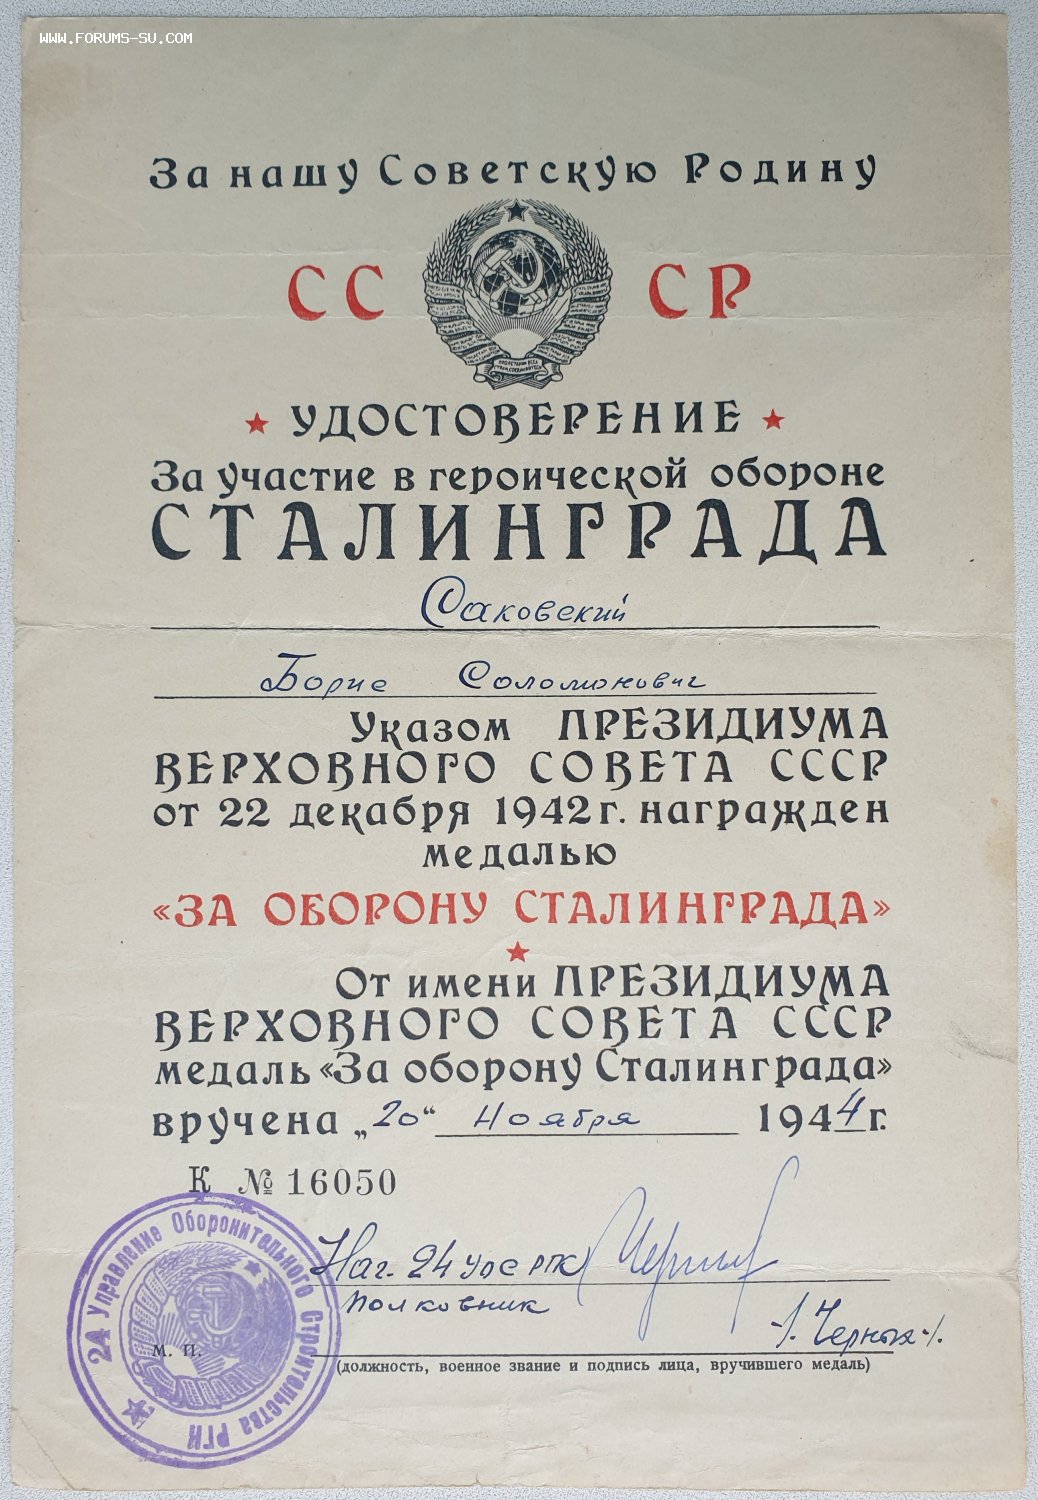 WWW.FORUMS-SU.COM
За нашу Советскую Родину
СССР
УДОСТОВЕРЕНИЕ
За участие в героической обороне
СТАЛИНГРАДА
Саковский
Борис Соломонович
Указом ПРЕЗИДИУМА
ВЕРХОВНОГО СОВЕТА СССР
от 22 декабря 1942 г. награжден
медалью
«ЗА ОБОРОНУ СТАЛИНГРАДА»
От имени ПРЕЗИДИУМА
ВЕРХОВНОГО СОВЕТА СССР
медаль «За оборону Сталинграда»
вручена „20“ Ноября 1944 г.
К № 16050
24 Управление Оборонительного Строительства РГК
М. П.
Нач. 24 УОС РГК
Полковник
-/. Черных -/.
(должность, военное звание и подпись лица, вручившего медаль)